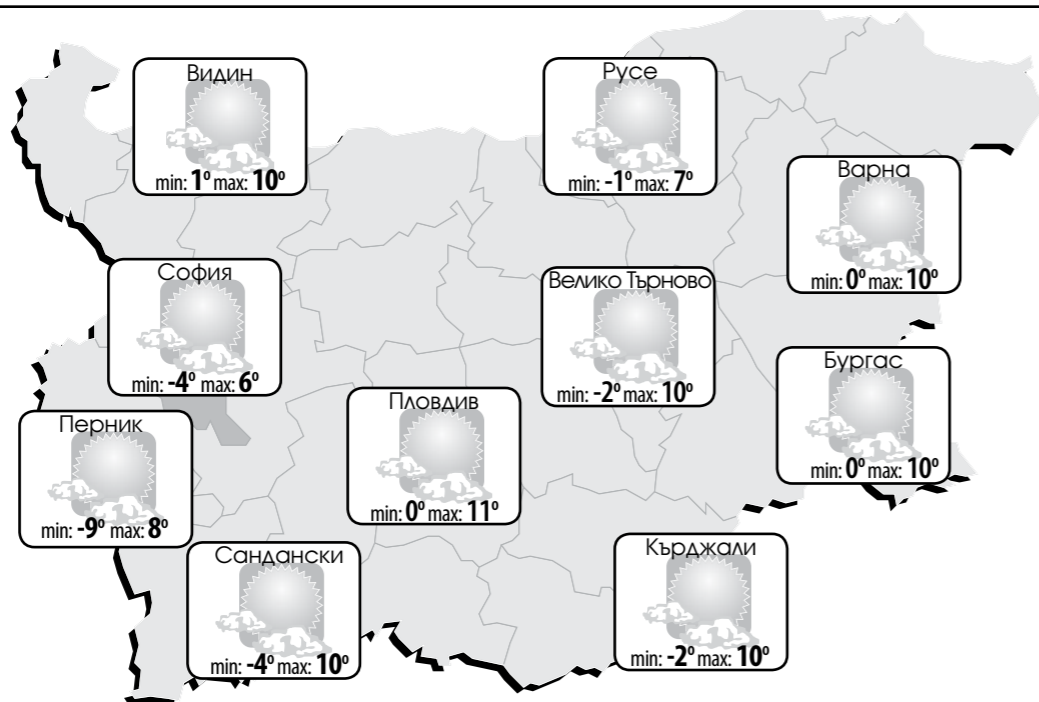 Видин
min: 1° max: 10°
Русе
min: -1° max: 7°
Варна
min: 0° max: 10°
София
min: -4° max: 6°
Велико Търново
min: -2° max: 10°
Бургас
min: 0° max: 10°
Пловдив
min: 0° max: 11°
Перник
min: -9° max: 8°
Сандански
min: -4° max: 10°
Кърджали
min: -2° max: 10°